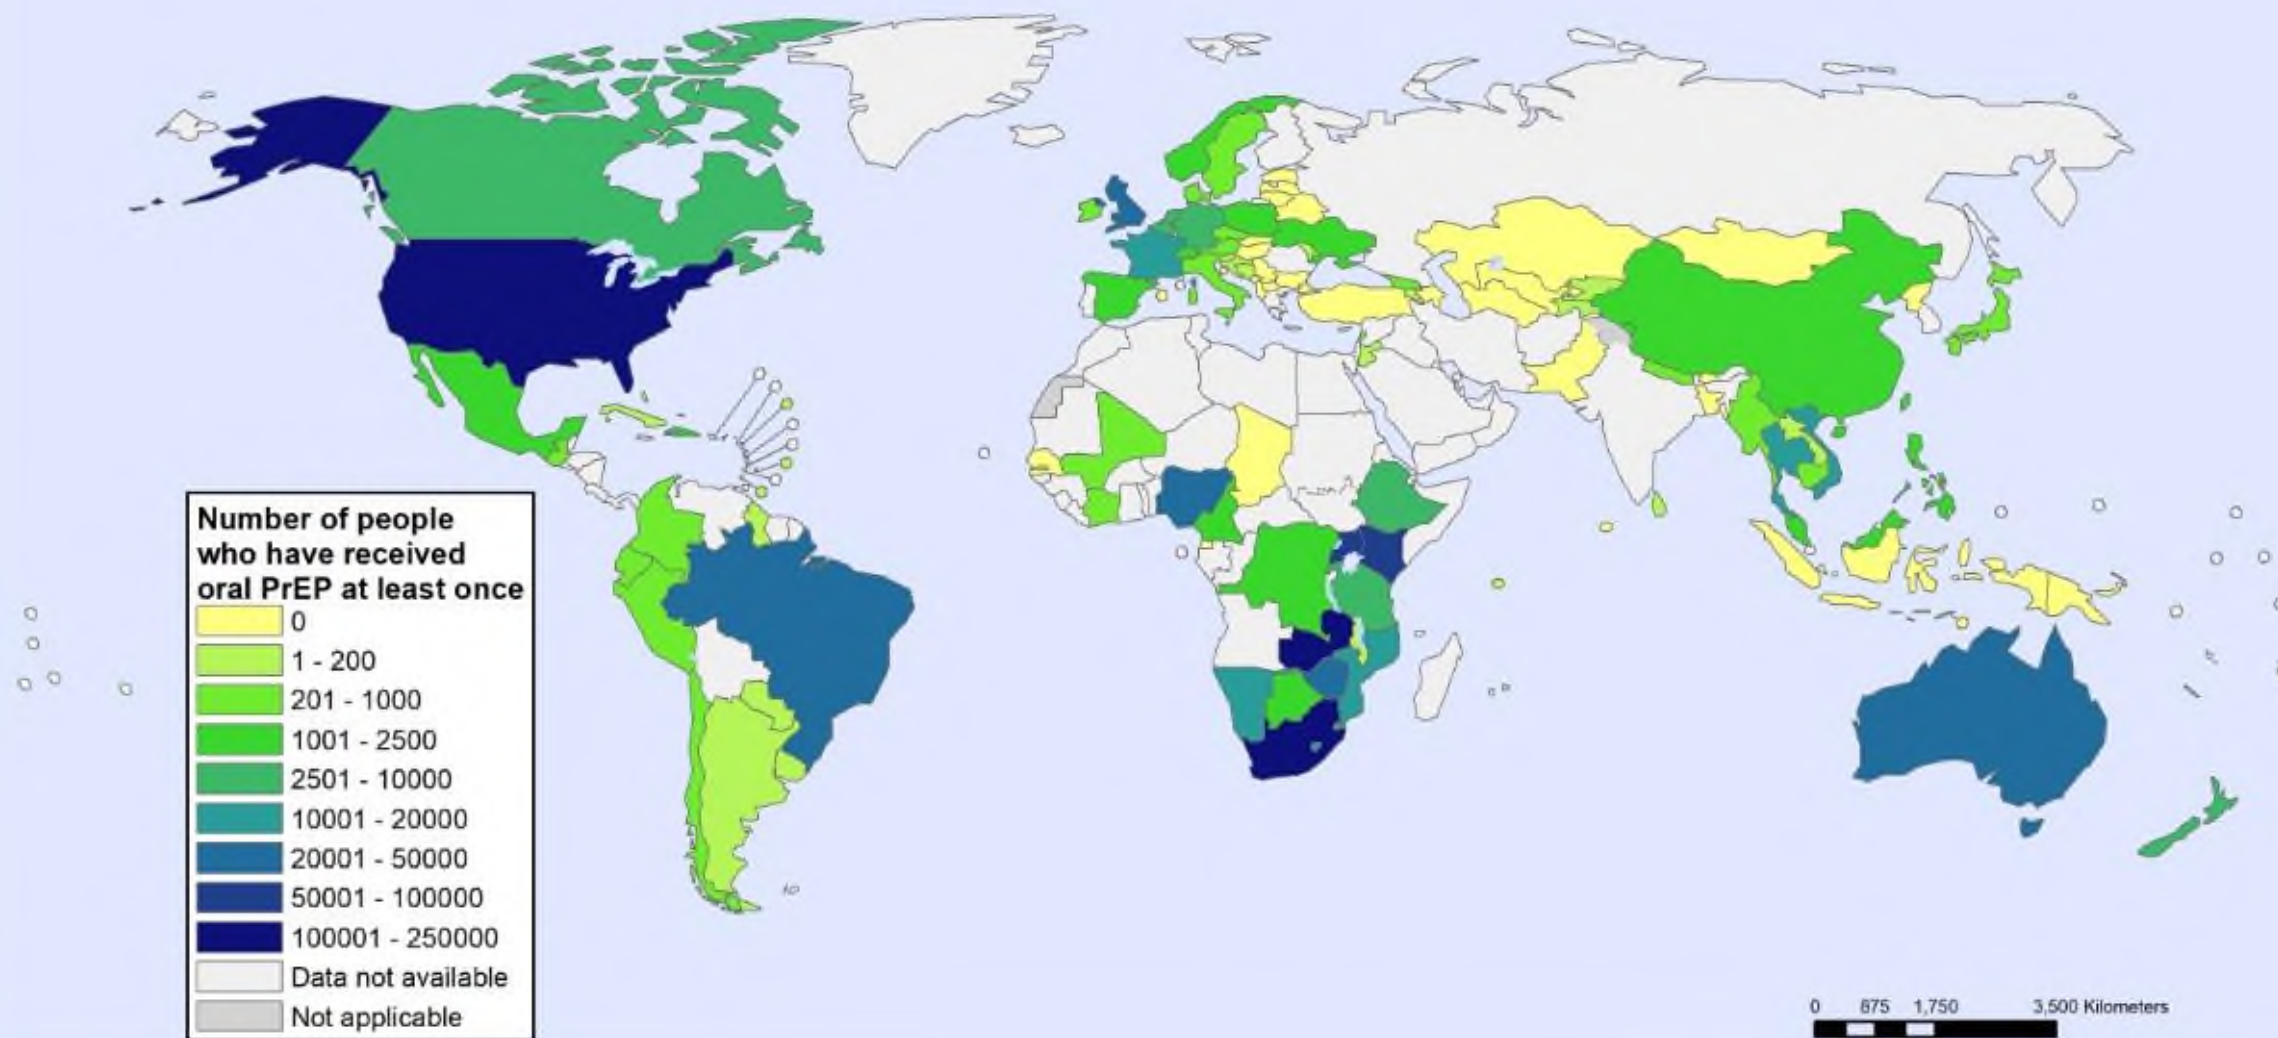 Number of people
who have received
oral PrEP at least once
0
1 - 200
201 - 1000
1001 - 2500
2501 - 10000
10001 - 20000
20001 - 50000
50001 - 100000
100001 - 250000
Data not available
Not applicable
0 875 1,750 3,500 Kilometers